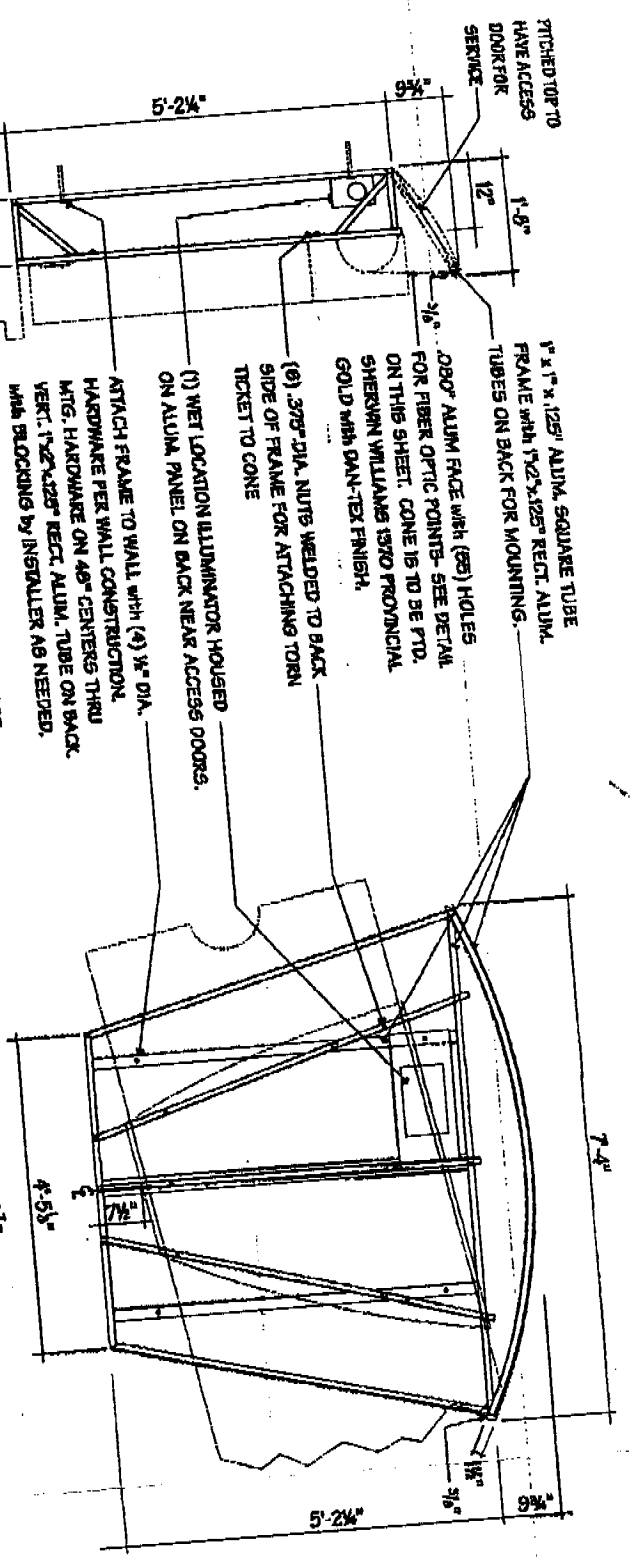 PITCHED TOP TO
HAVE ACCESS
DOOR FOR
SERVICE
5'-2¼"
9¾"
12"
1'-8"
3/8"
1" x 1" x .125" ALUM. SQUARE TUBE
FRAME with 1"x2"x.125" RECT. ALUM.
TUBES ON BACK FOR MOUNTING.
.080" ALUM FACE with (85) HOLES
FOR FIBER OPTIC POINTS- SEE DETAIL
ON THIS SHEET. CONE IS TO BE PTD.
SHERWIN WILLIAMS 1370 PROVINCIAL
GOLD with DAN-TEX FINISH.
(6) .375" DIA. NUTS WELDED TO BACK
SIDE OF FRAME FOR ATTACHING TORN
TICKET TO CONE
(1) WET LOCATION ILLUMINATOR HOUSED
ON ALUM. PANEL ON BACK NEAR ACCESS DOORS.
ATTACH FRAME TO WALL with (4) DIA.
HARDWARE PER WALL CONSTRUCTION.
MTG. HARDWARE ON 48" CENTERS THRU
VERT. 1"x2"x.125" RECT. ALUM. TUBE ON BACK.
with BLOCKING by INSTALLER AS NEEDED.
7'-4"
4'-5⅛"
7½"
3/8"
5'-2¼"
9¾"